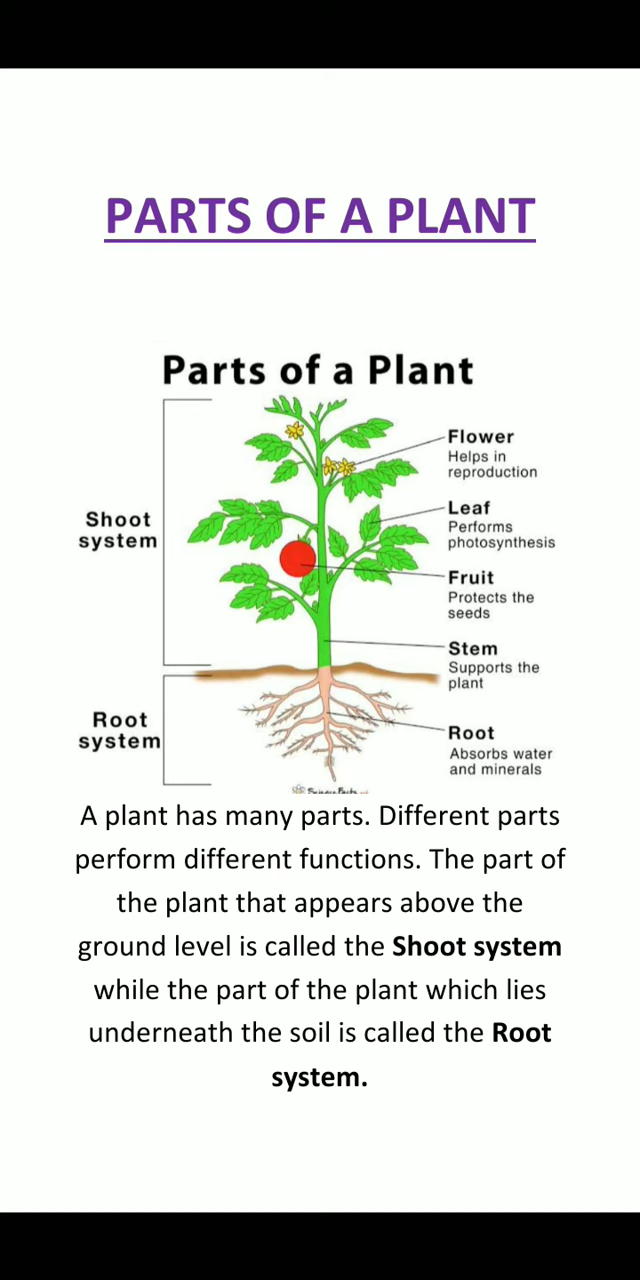 PARTS OF A PLANT
Parts of a Plant
Flower
Helps in
reproduction
Shoot
system
Leaf
Performs
photosynthesis
Fruit
Protects the
seeds
Stem
Supports the
plant
Root
system
Root
Absorbs water
and minerals
A plant has many parts. Different parts
perform different functions. The part of
the plant that appears above the
ground level is called the Shoot system
while the part of the plant which lies
underneath the soil is called the Root
system.